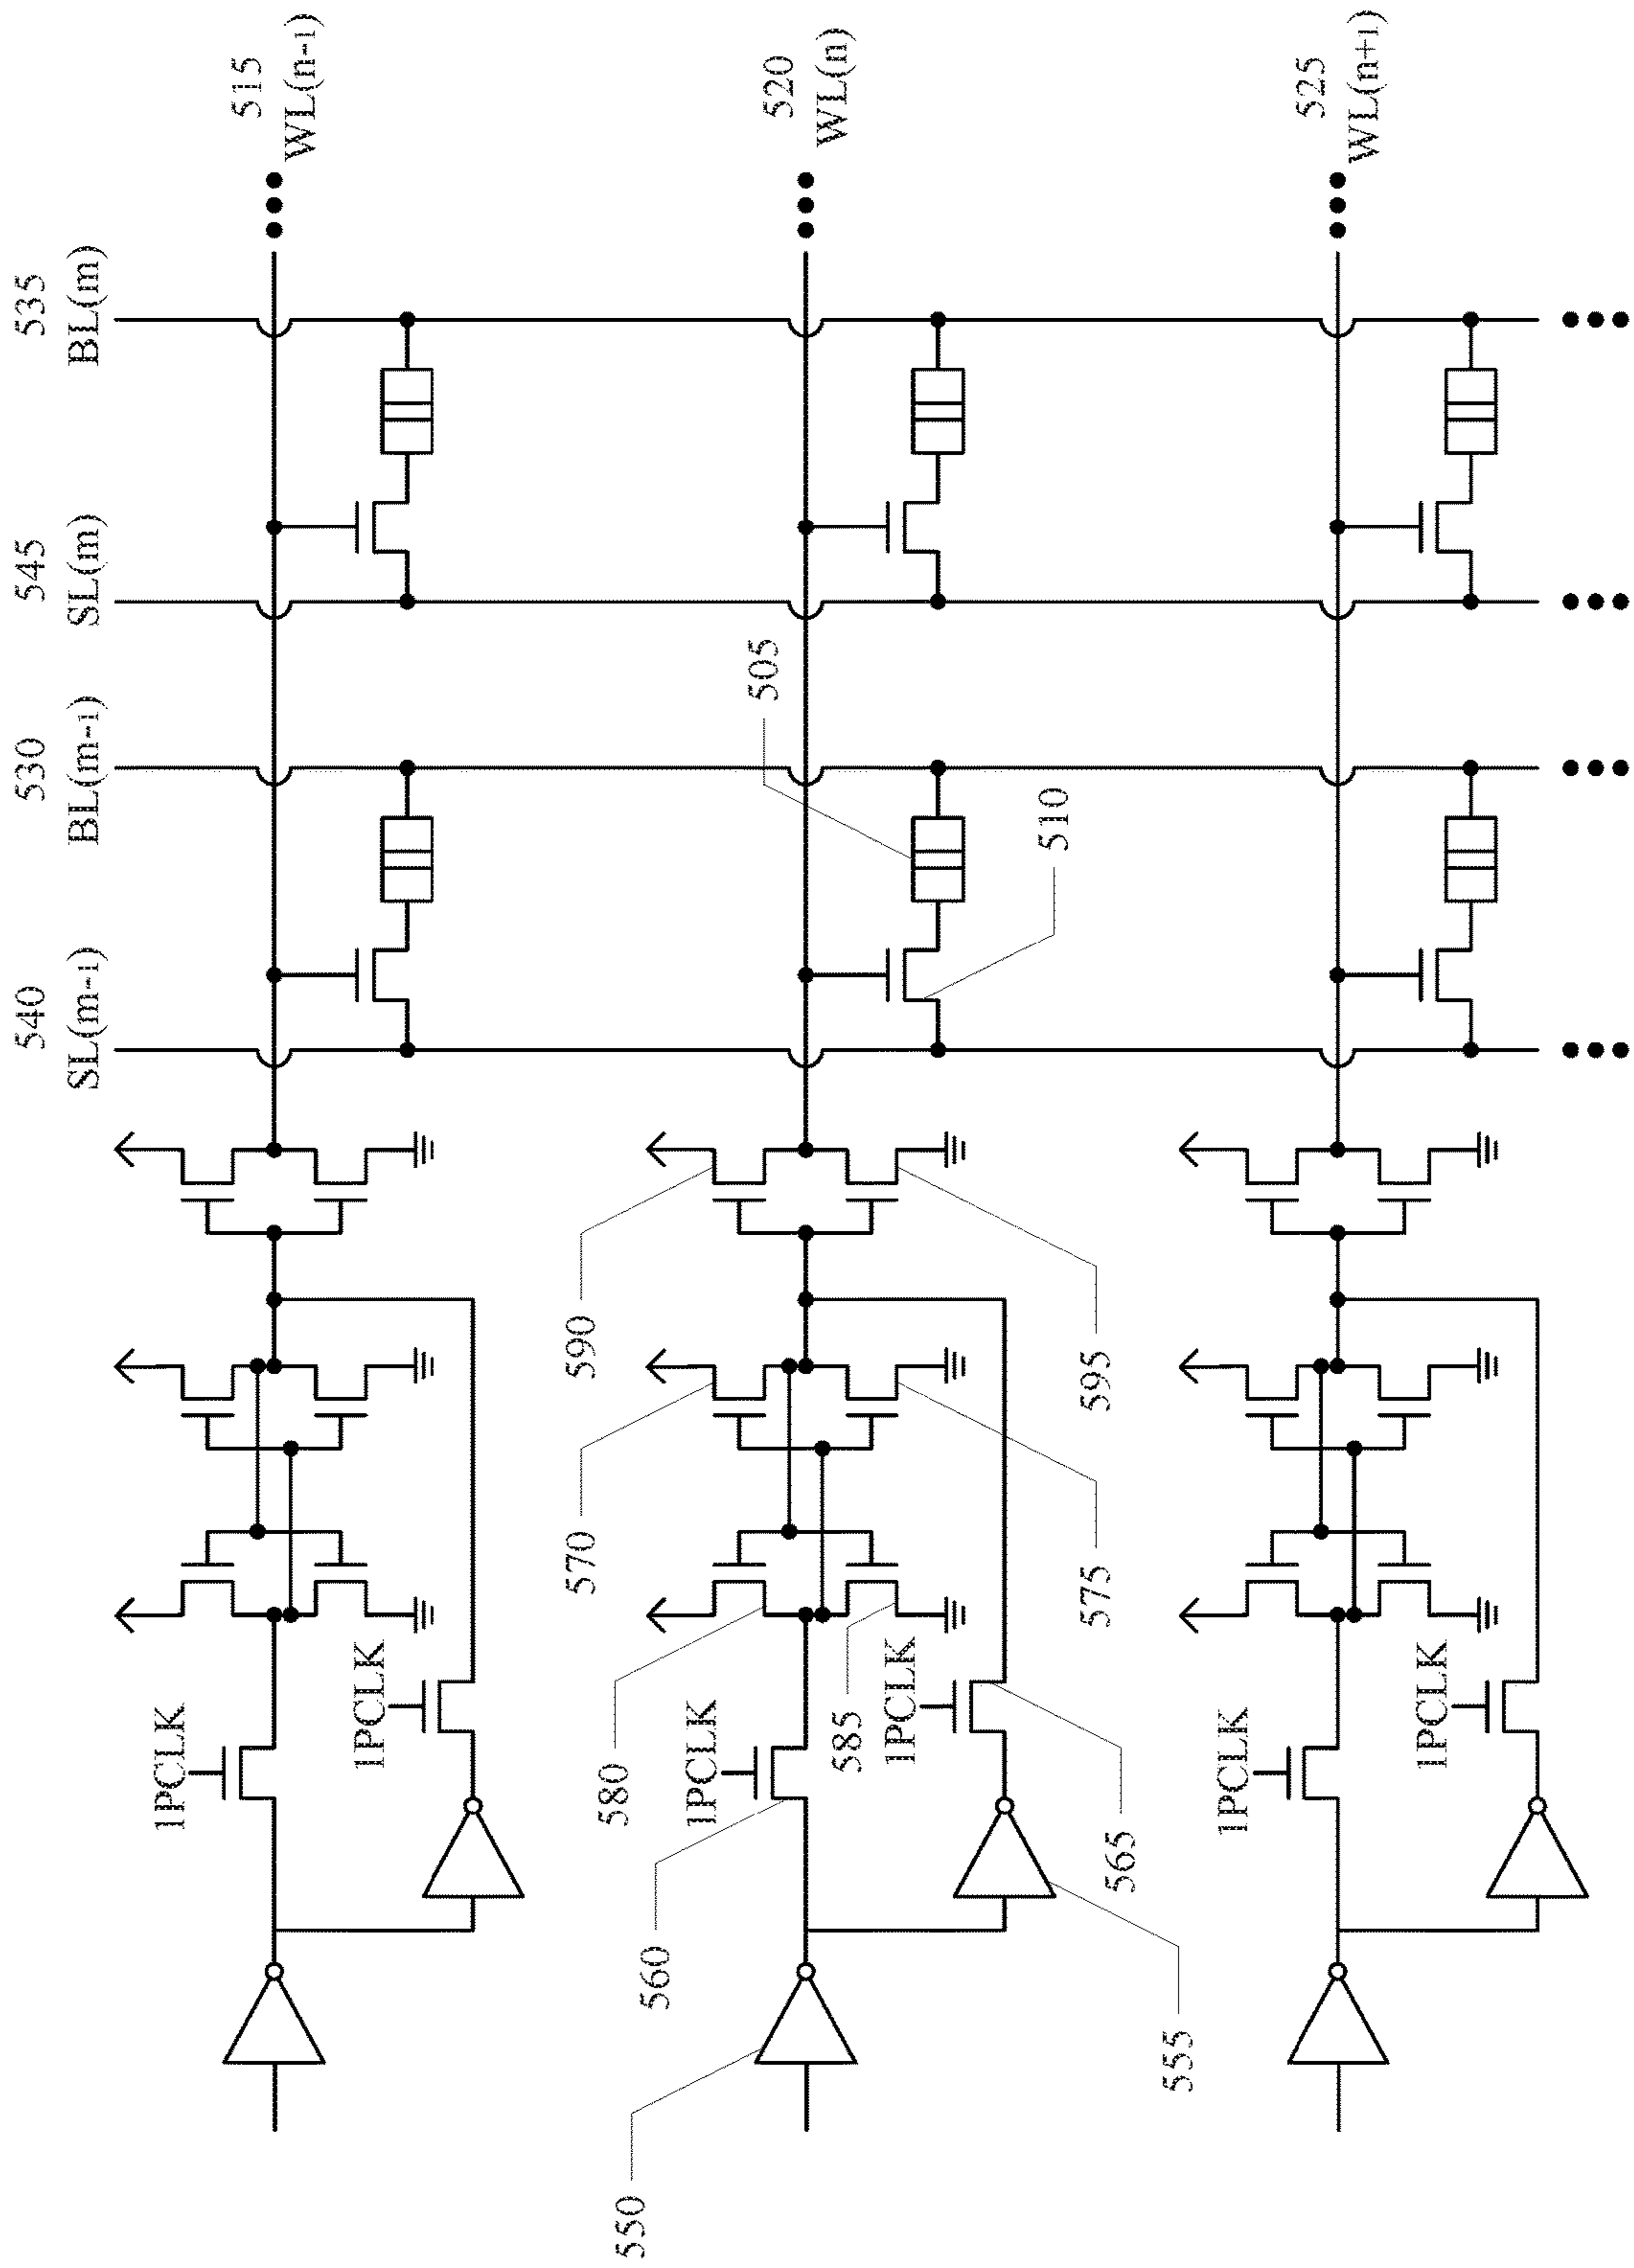 515
WL(n-1)
520
WL(n)
525
WL(n+1)
535
BL(m)
545
SL(m)
530
BL(m-1)
540
SL(m-1)
505
510
590
595
570
575
580
585
1PCLK
1PCLK
1PCLK
1PCLK
1PCLK
1PCLK
560
565
550
555